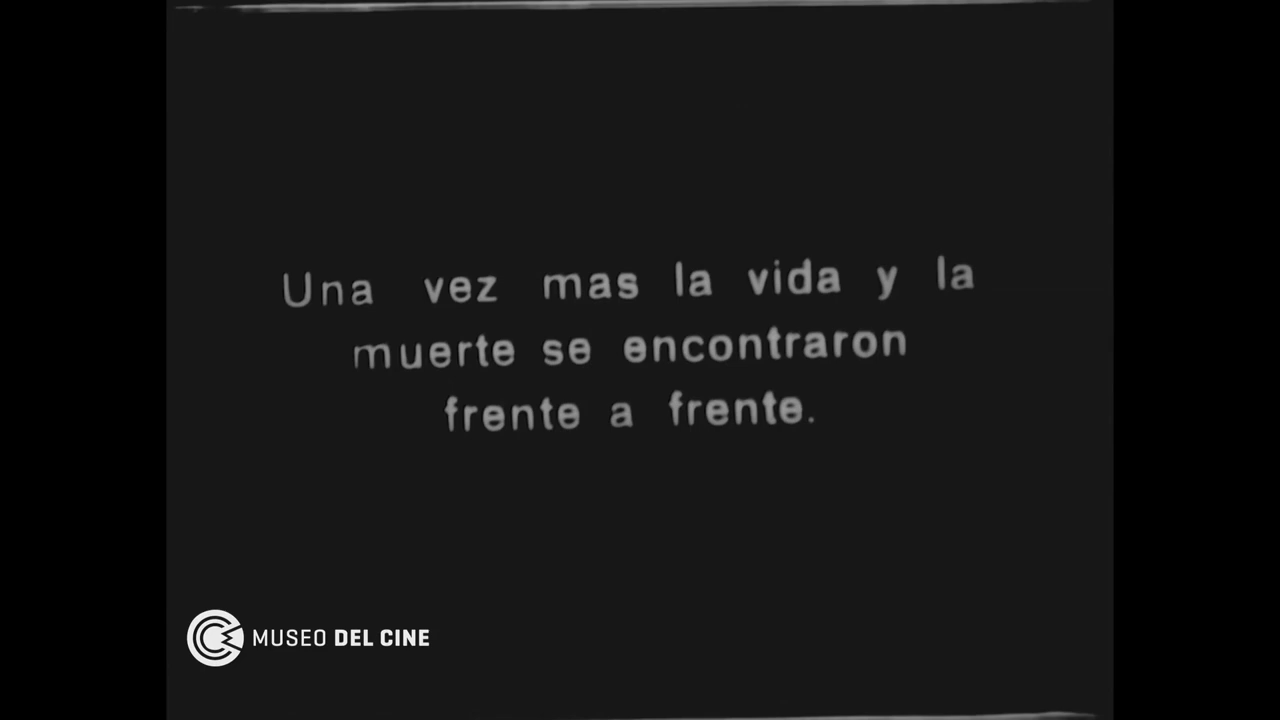 Una vez mas la vida y la
muerte se encontraron
frente a frente.
MUSEO DEL CINE